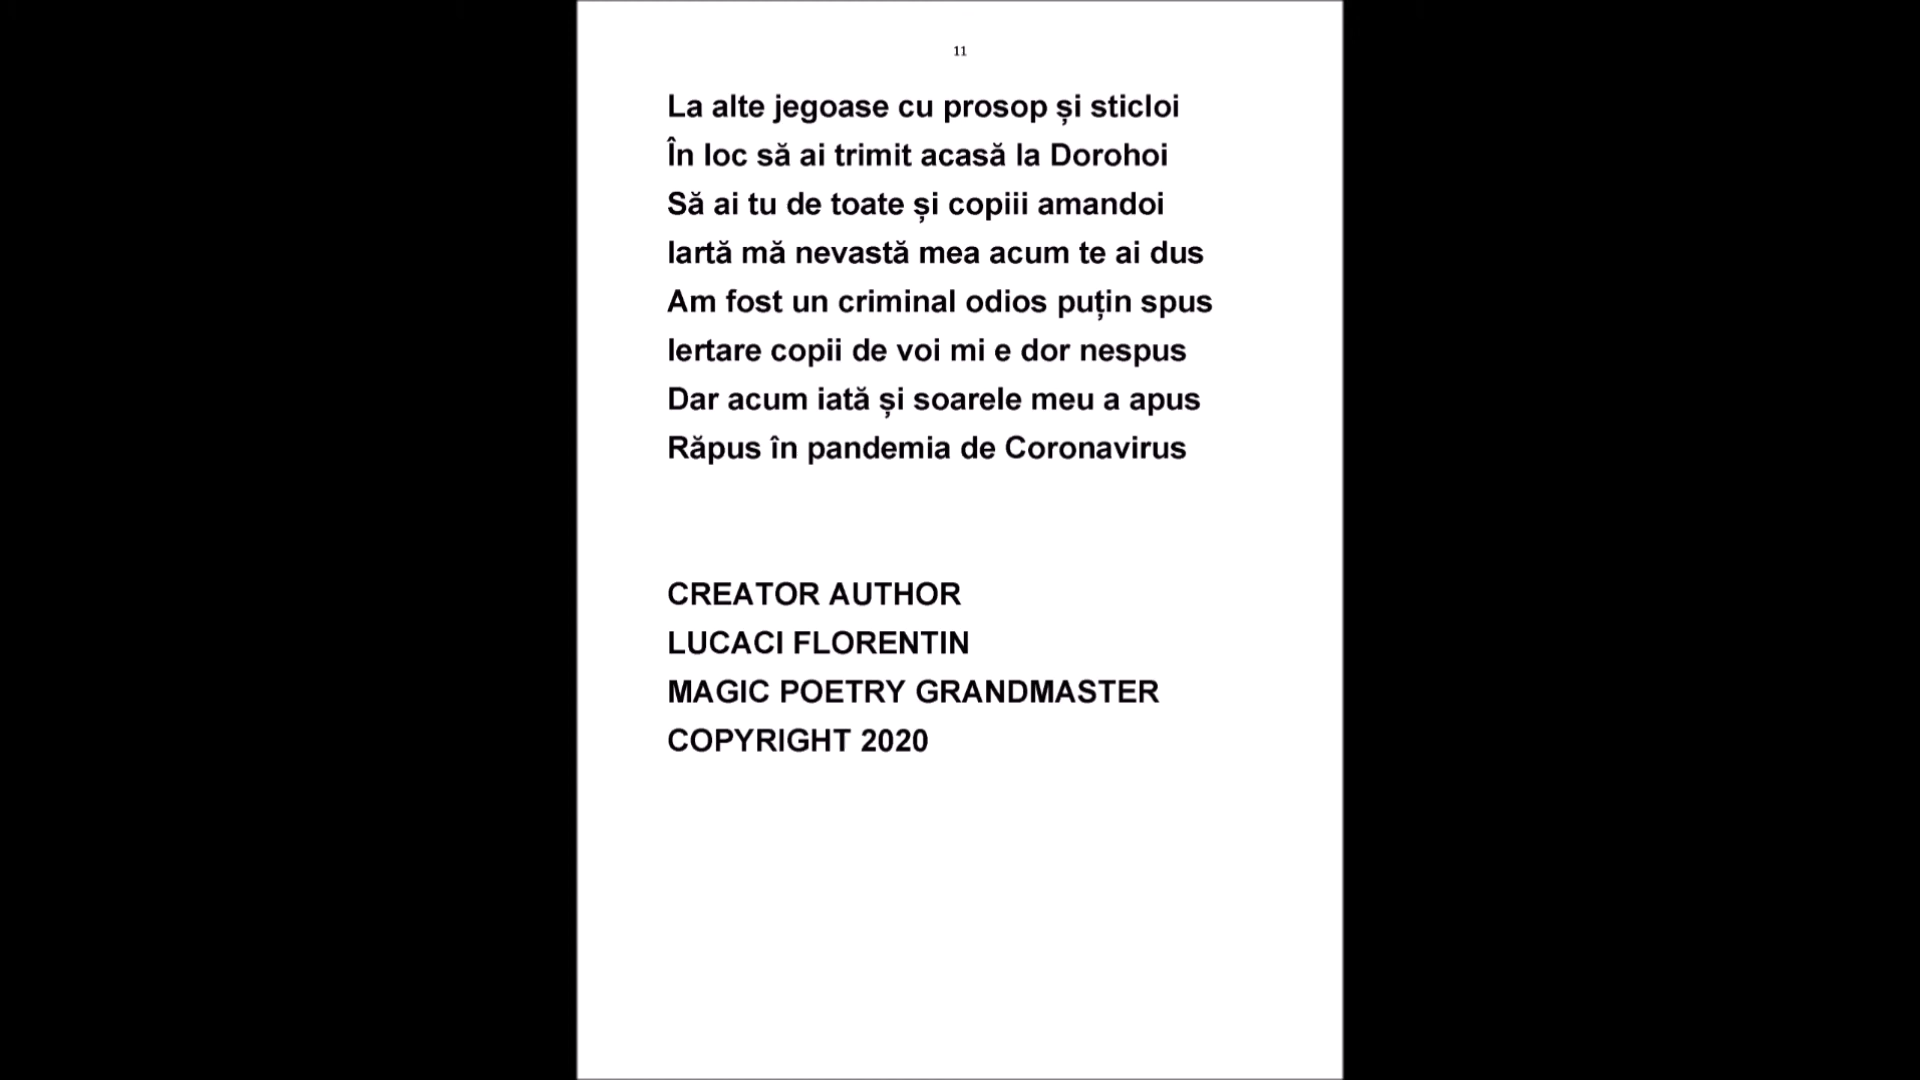 11
La alte jegoase cu prosop și sticloi
În loc să ai trimit acasă la Dorohoi
Să ai tu de toate și copiii amandoi
Iartă mă nevastă mea acum te ai dus
Am fost un criminal odios puțin spus
Iertare copii de voi mi e dor nespus
Dar acum iată și soarele meu a apus
Răpus în pandemia de Coronavirus
CREATOR AUTHOR
LUCACI FLORENTIN
MAGIC POETRY GRANDMASTER
COPYRIGHT 2020